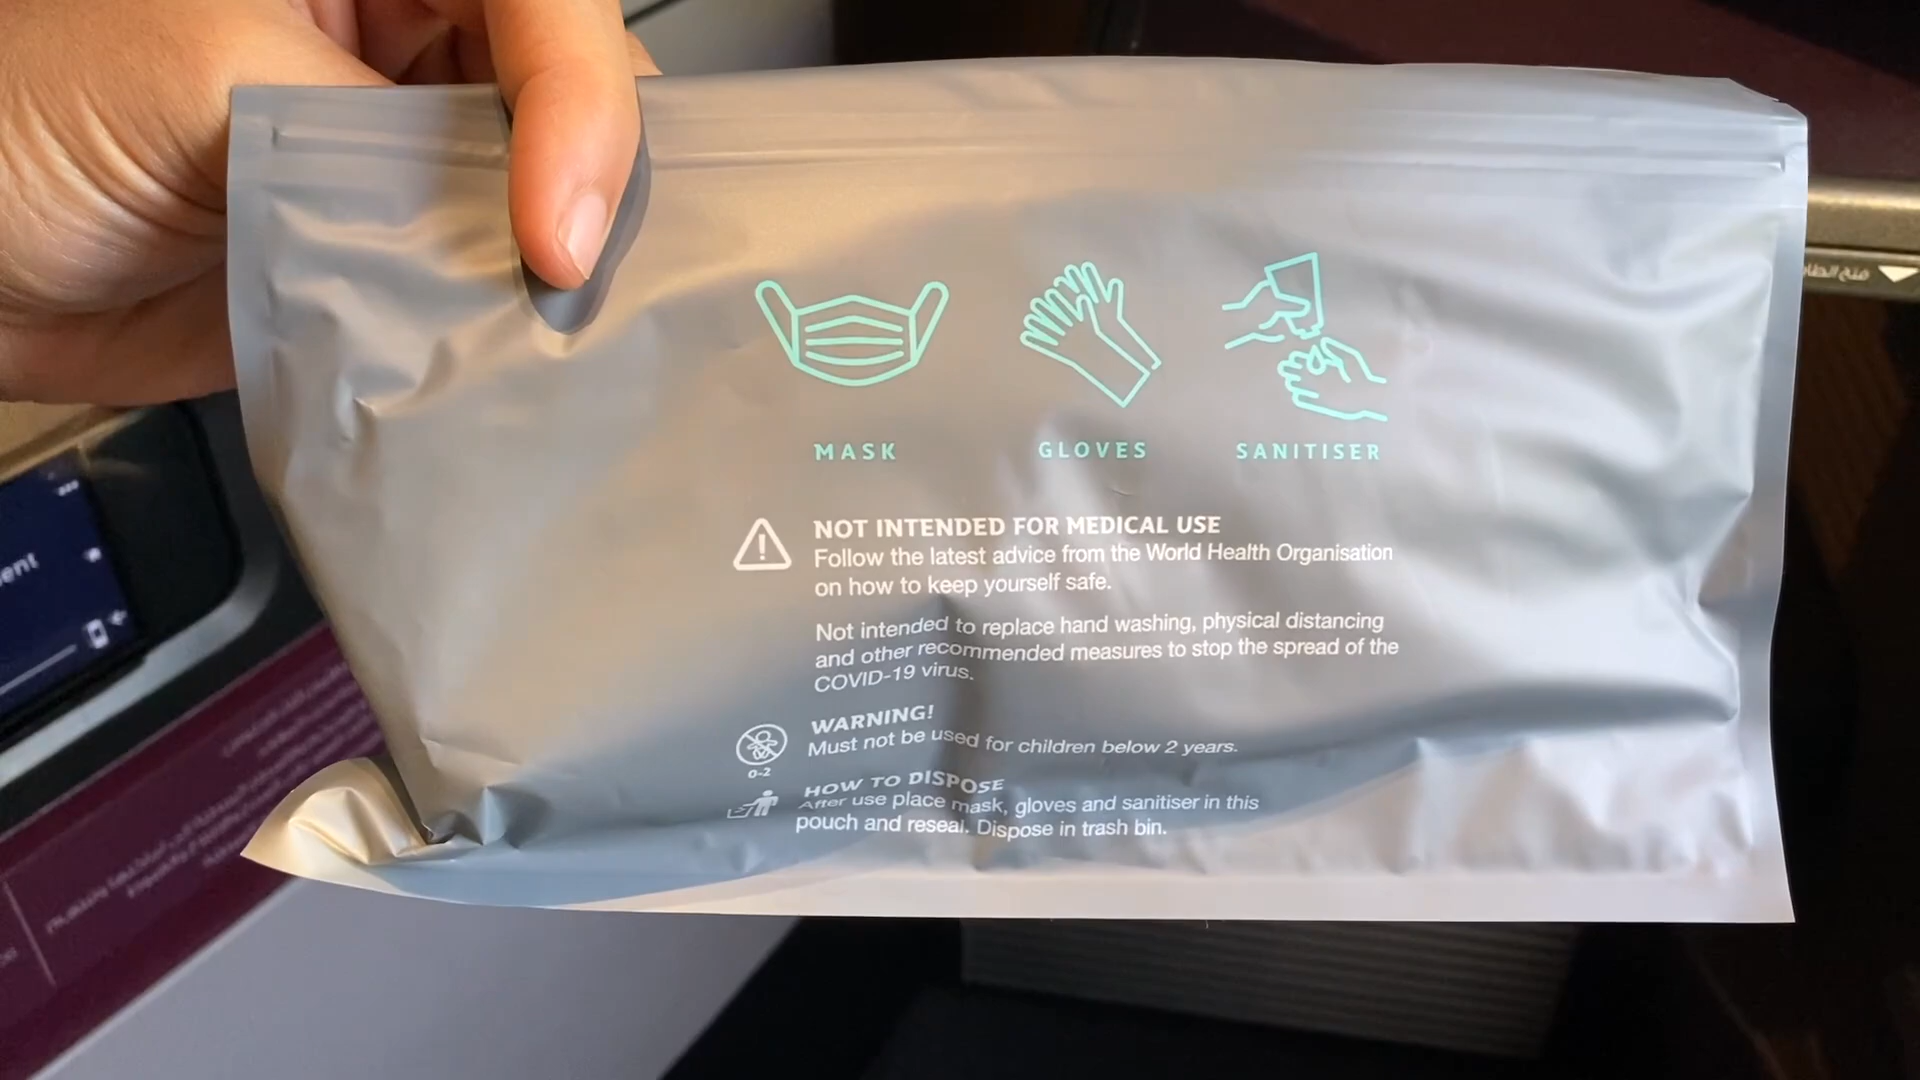 MASK
GLOVES
SANITISER
NOT INTENDED FOR MEDICAL USE
Follow the latest advice from the World Health Organisation
on how to keep yourself safe.
Not intended to replace hand washing, physical distancing
and other recommended measures to stop the spread of the
COVID-19 virus.
WARNING!
Must not be used for children below 2 years.
0-2
HOW TO DISPOSE
After use place mask, gloves and sanitiser in this
pouch and reseal. Dispose in trash bin.